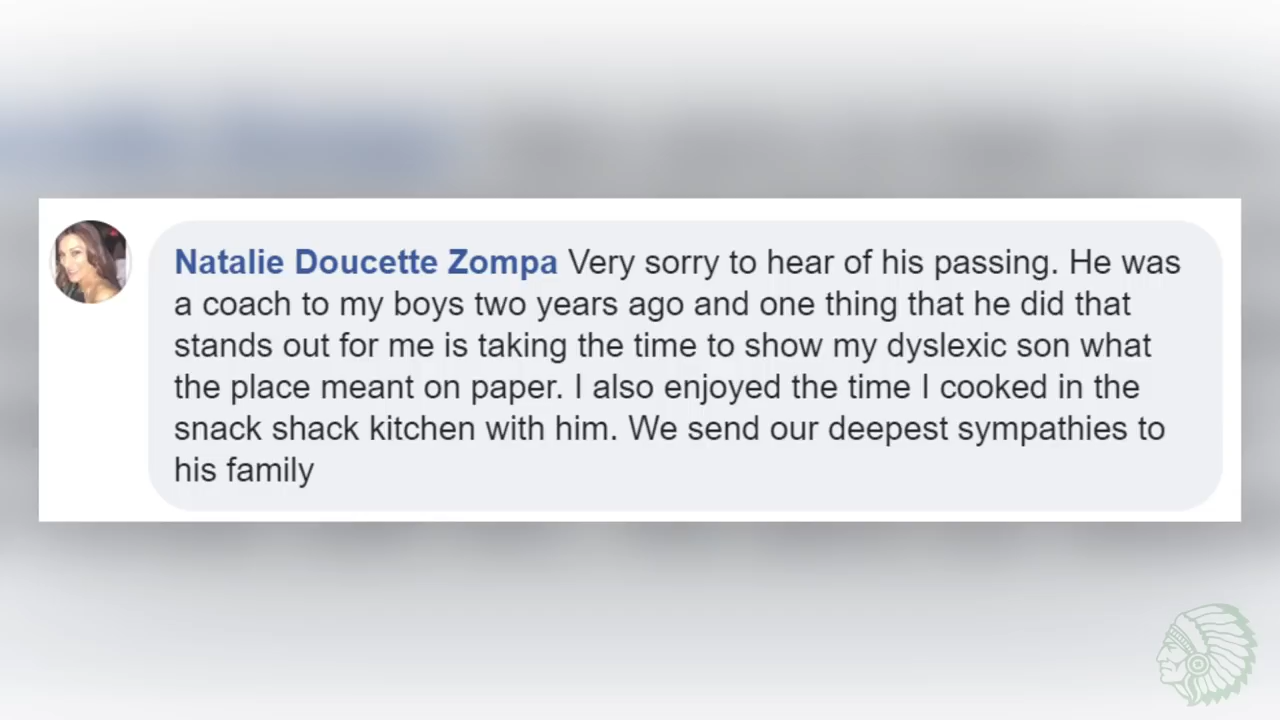 Natalie Doucette Zompa Very sorry to hear of his passing. He was
a coach to my boys two years ago and one thing that he did that
stands out for me is taking the time to show my dyslexic son what
the place meant on paper. I also enjoyed the time I cooked in the
snack shack kitchen with him. We send our deepest sympathies to
his family